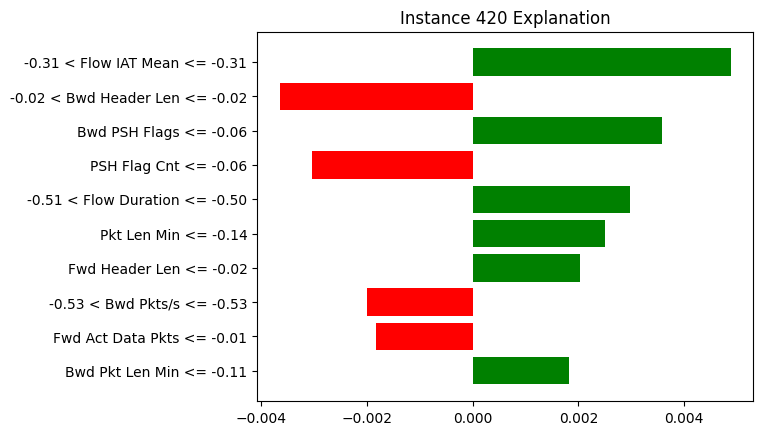 Instance 420 Explanation
-0.31 < Flow IAT Mean <= -0.31
-0.02 < Bwd Header Len <= -0.02
Bwd PSH Flags <= -0.06
PSH Flag Cnt <= -0.06
-0.51 < Flow Duration <= -0.50
Pkt Len Min <= -0.14
Fwd Header Len <= -0.02
-0.53 < Bwd Pkts/s <= -0.53
Fwd Act Data Pkts <= -0.01
Bwd Pkt Len Min <= -0.11
−0.004 −0.002 0.000 0.002 0.004